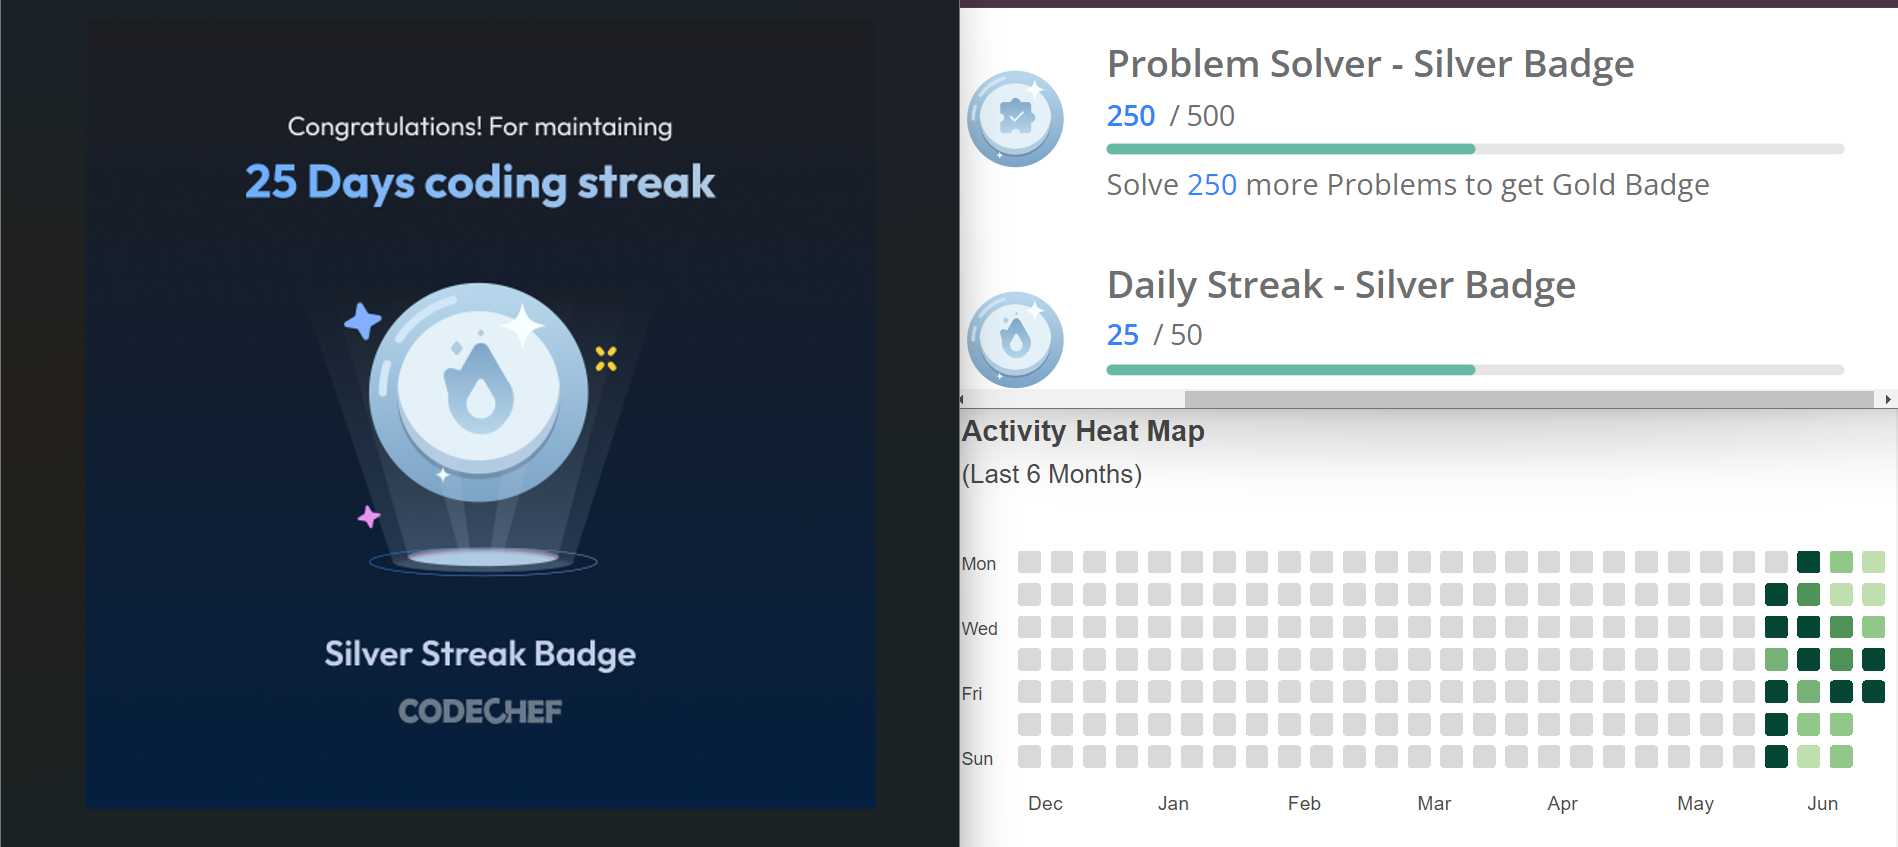 Congratulations! For maintaining
25 Days coding streak
Silver Streak Badge
CODECHEF
Problem Solver - Silver Badge
250 / 500
Solve 250 more Problems to get Gold Badge
Daily Streak - Silver Badge
25 / 50
Activity Heat Map
(Last 6 Months)
Mon
Wed
Fri
Sun
Dec Jan Feb Mar Apr May Jun